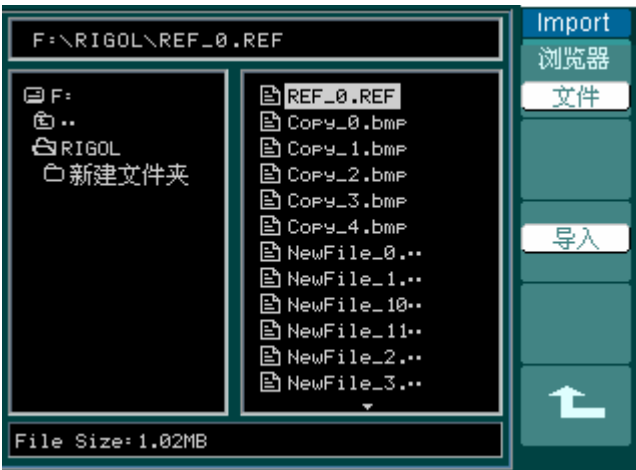 F:\RIGOL\REF_0.REF
F:
..
RIGOL
新建文件夹
REF_0.REF
Copy_0.bmp
Copy_1.bmp
Copy_2.bmp
Copy_3.bmp
Copy_4.bmp
NewFile_0.··
NewFile_1.··
NewFile_10··
NewFile_11··
NewFile_2.··
NewFile_3.··
File Size:1.02MB
Import
浏览器
文件
导入